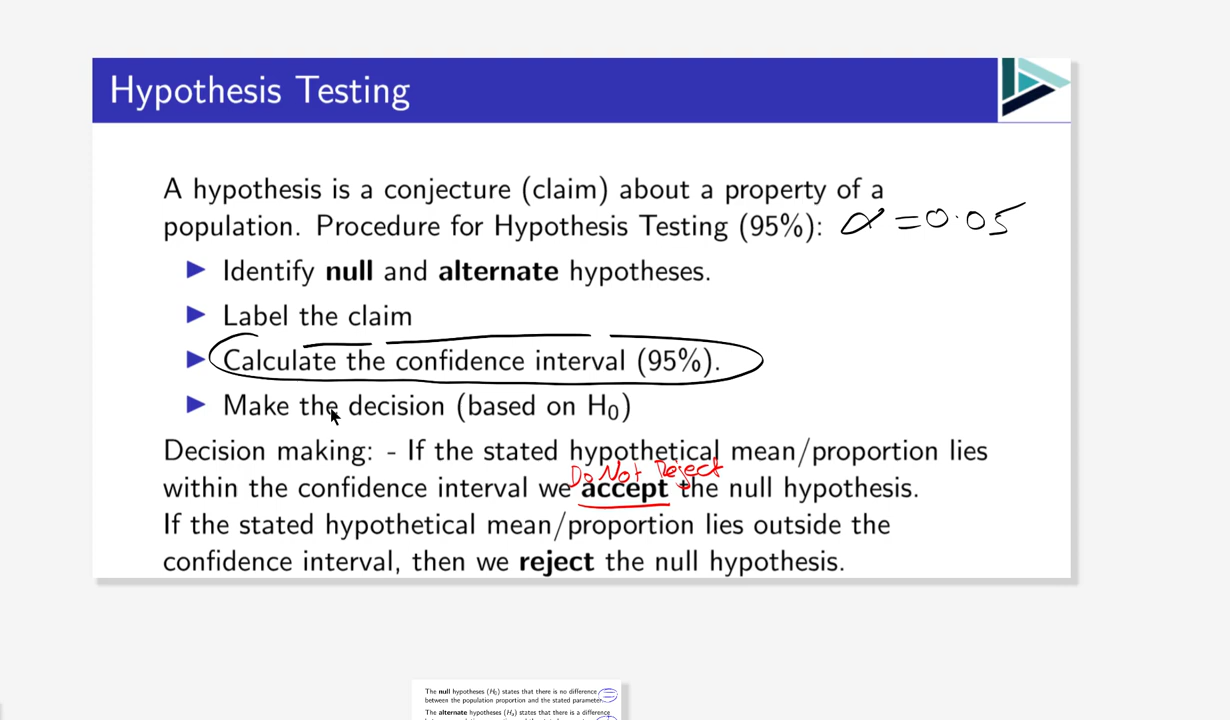 Hypothesis Testing
A hypothesis is a conjecture (claim) about a property of a
population. Procedure for Hypothesis Testing (95%): α = 0.05
Identify null and alternate hypotheses.
Label the claim
Calculate the confidence interval (95%).
Make the decision (based on H₀)
Decision making: - If the stated hypothetical mean/proportion lies
Do Not Reject
within the confidence interval we accept the null hypothesis.
If the stated hypothetical mean/proportion lies outside the
confidence interval, then we reject the null hypothesis.
The null hypotheses (H₀) states that there is no difference
between the population proportion and the stated parameter.
The alternate hypotheses (Hₐ) states that there is a difference